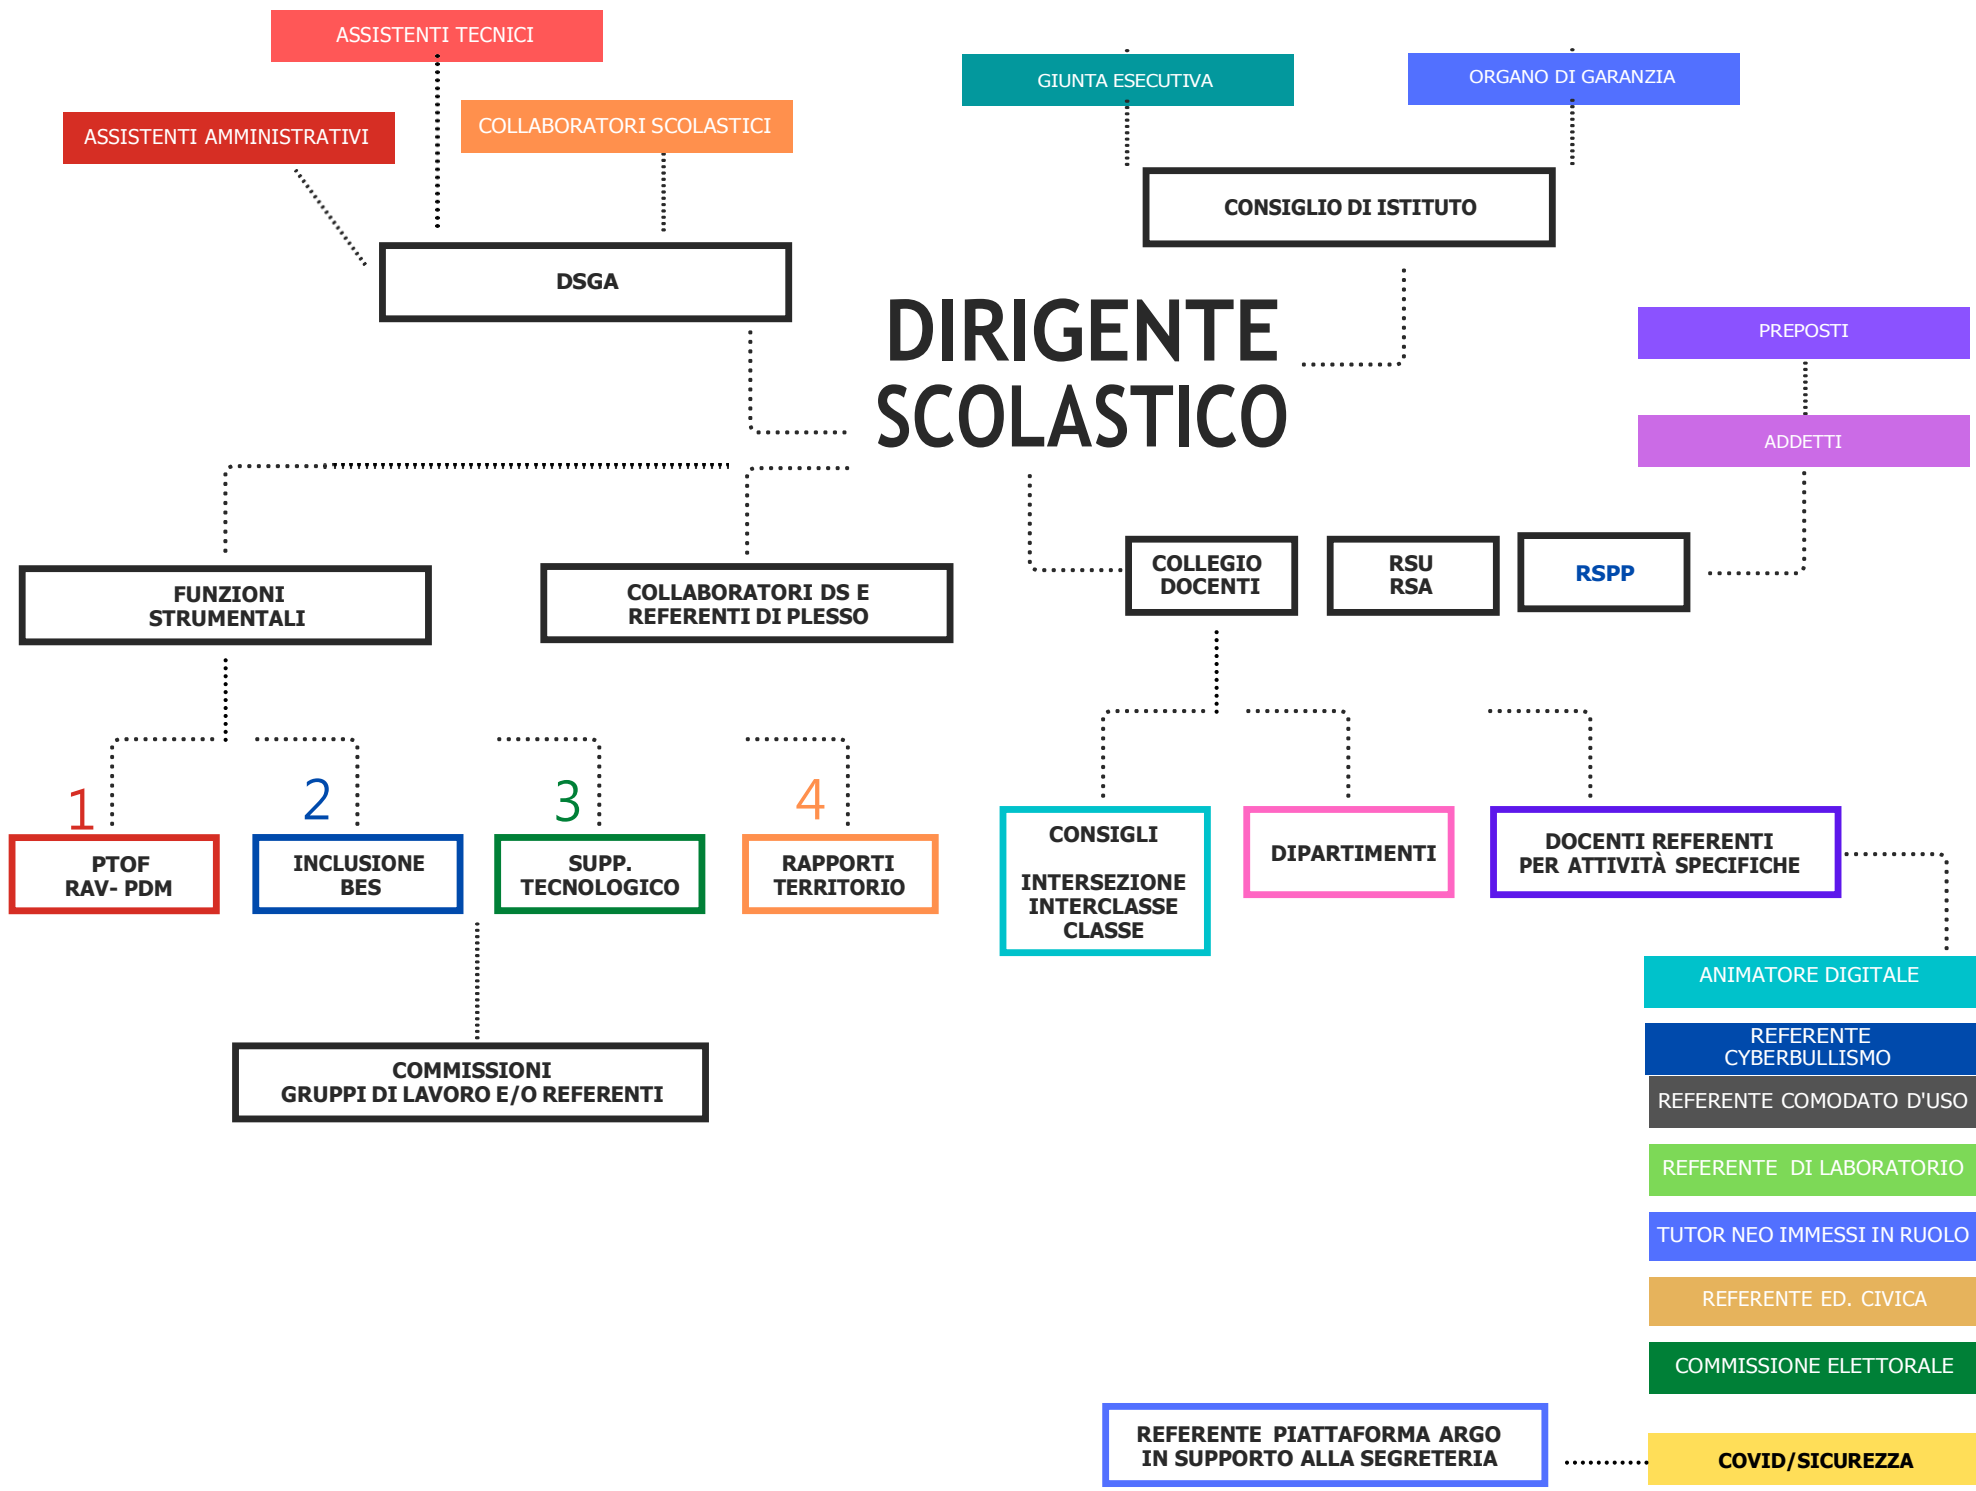 ASSISTENTI TECNICI
ASSISTENTI AMMINISTRATIVI
COLLABORATORI SCOLASTICI
GIUNTA ESECUTIVA
ORGANO DI GARANZIA
CONSIGLIO DI ISTITUTO
DSGA
DIRIGENTE
SCOLASTICO
PREPOSTI
ADDETTI
FUNZIONI
STRUMENTALI
COLLABORATORI DS E
REFERENTI DI PLESSO
COLLEGIO
DOCENTI
RSU
RSA
RSPP
1
PTOF
RAV- PDM
2
INCLUSIONE
BES
3
SUPP.
TECNOLOGICO
4
RAPPORTI
TERRITORIO
CONSIGLI
INTERSEZIONE
INTERCLASSE
CLASSE
DIPARTIMENTI
DOCENTI REFERENTI
PER ATTIVITÀ SPECIFICHE
COMMISSIONI
GRUPPI DI LAVORO E/O REFERENTI
ANIMATORE DIGITALE
REFERENTE
CYBERBULLISMO
REFERENTE COMODATO D'USO
REFERENTE DI LABORATORIO
TUTOR NEO IMMESSI IN RUOLO
REFERENTE ED. CIVICA
COMMISSIONE ELETTORALE
REFERENTE PIATTAFORMA ARGO
IN SUPPORTO ALLA SEGRETERIA
COVID/SICUREZZA